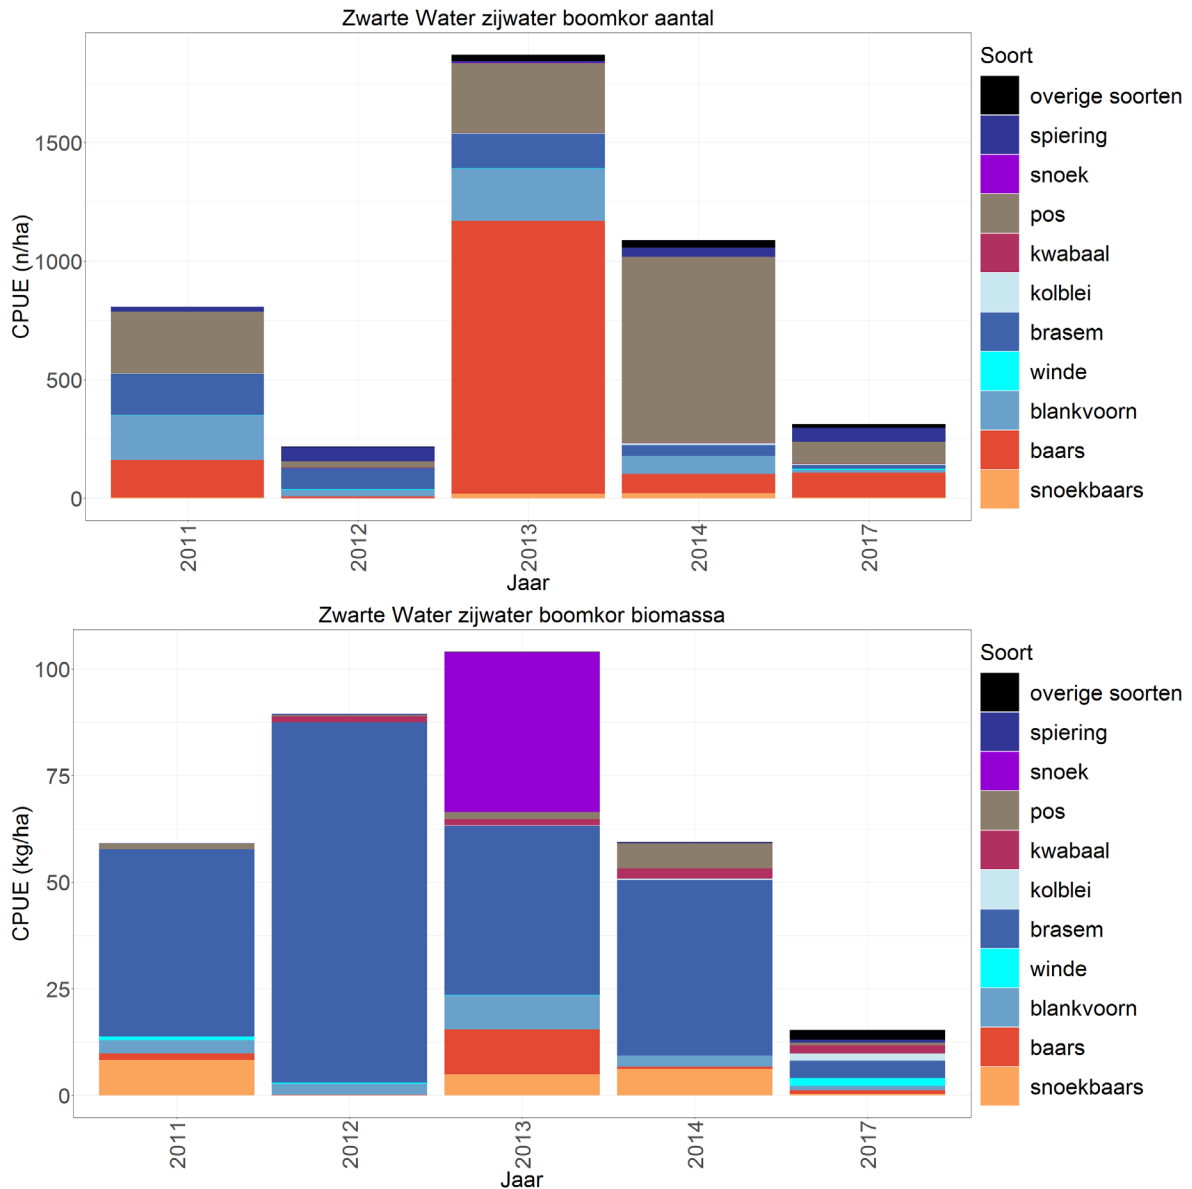 Zwarte Water zijwater boomkor aantal
CPUE (n/ha)
1500
1000
500
0
2011
2012
2013
2014
2017
Jaar
Soort
overige soorten
spiering
snoek
pos
kwabaal
kolblei
brasem
winde
blankvoorn
baars
snoekbaars
Zwarte Water zijwater boomkor biomassa
CPUE (kg/ha)
100
75
50
25
0
2011
2012
2013
2014
2017
Jaar
Soort
overige soorten
spiering
snoek
pos
kwabaal
kolblei
brasem
winde
blankvoorn
baars
snoekbaars